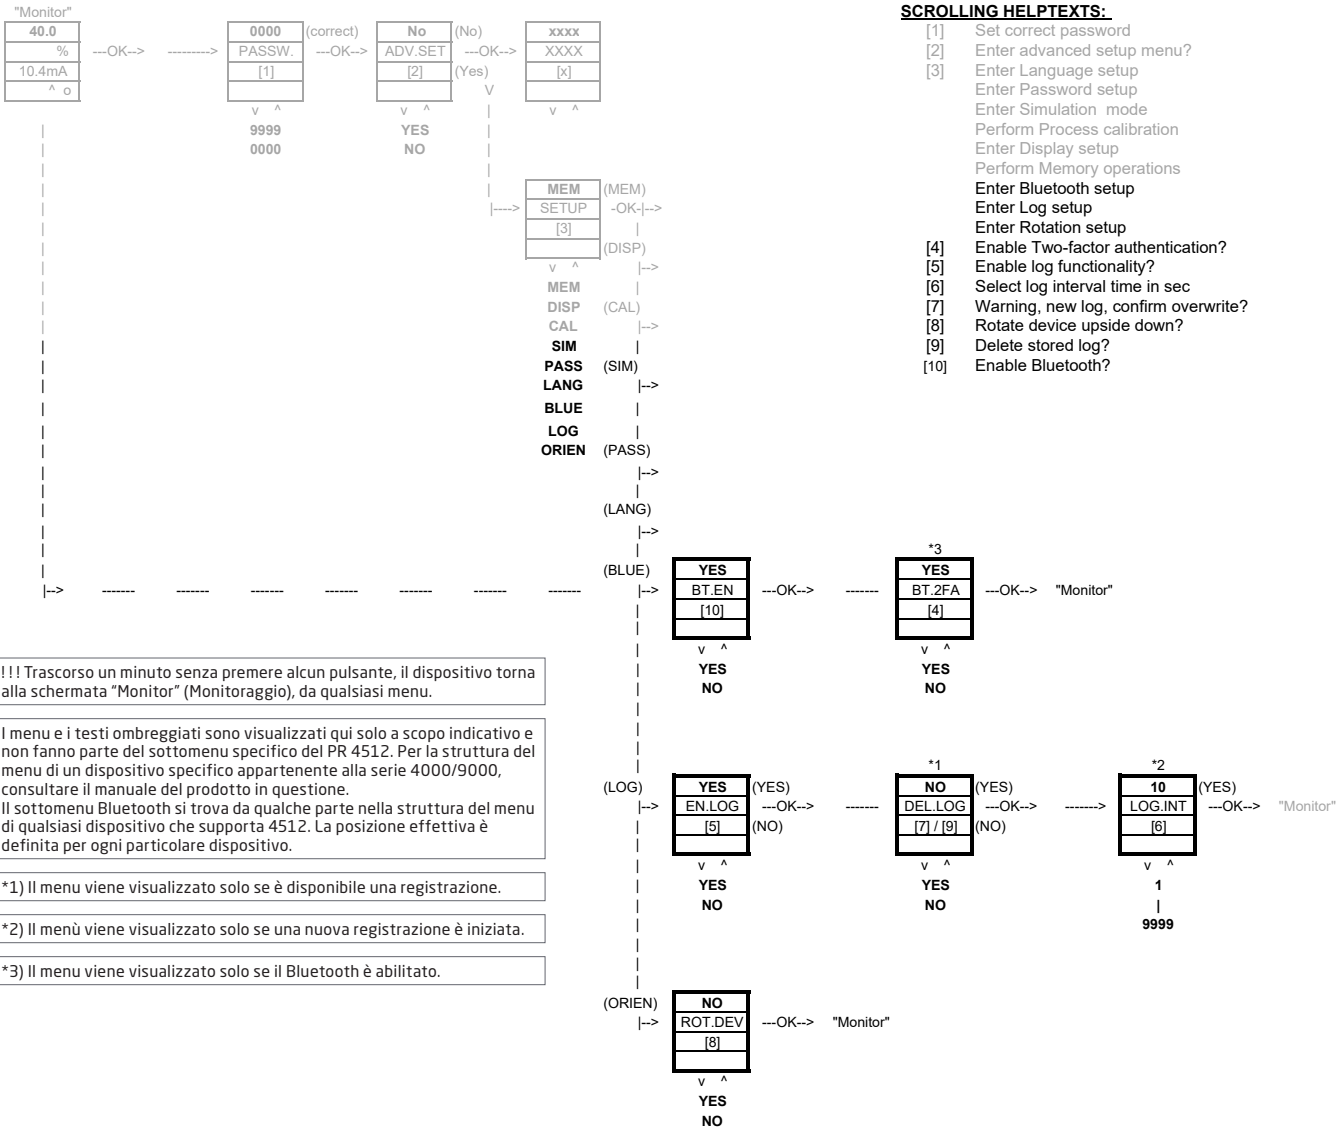 "Monitor"
40.0
%
10.4mA
^ o
---OK-->
--------->
0000 (correct)
PASSW. ---OK-->
[1]
v ^
9999
0000
No (No)
ADV.SET ---OK-->
[2] (Yes)
V
v ^
YES
NO
xxxx
XXXX
[x]
v ^
SCROLLING HELPTEXTS:
[1] Set correct password
[2] Enter advanced setup menu?
[3] Enter Language setup
Enter Password setup
Enter Simulation mode
Perform Process calibration
Enter Display setup
Perform Memory operations
Enter Bluetooth setup
Enter Log setup
Enter Rotation setup
[4] Enable Two-factor authentication?
[5] Enable log functionality?
[6] Select log interval time in sec
[7] Warning, new log, confirm overwrite?
[8] Rotate device upside down?
[9] Delete stored log?
[10] Enable Bluetooth?
MEM (MEM)
|----> SETUP -OK-|-->
[3]
(DISP)
v ^ |-->
MEM
DISP (CAL)
CAL |-->
SIM
PASS (SIM)
LANG |-->
BLUE
LOG
ORIEN (PASS)
|-->
(LANG)
|-->
*3
(BLUE) YES YES
|--> ------- ------- ------- ------- ------- ------- ------- |--> BT.EN ---OK--> ------- BT.2FA ---OK--> "Monitor"
[10] [4]
v ^ v ^
YES YES
NO NO
!!! Trascorso un minuto senza premere alcun pulsante, il dispositivo torna
alla schermata “Monitor” (Monitoraggio), da qualsiasi menu.
I menu e i testi ombreggiati sono visualizzati qui solo a scopo indicativo e
non fanno parte del sottomenu specifico del PR 4512. Per la struttura del
menu di un dispositivo specifico appartenente alla serie 4000/9000,
consultare il manuale del prodotto in questione.
Il sottomenu Bluetooth si trova da qualche parte nella struttura del menu
di qualsiasi dispositivo che supporta 4512. La posizione effettiva è
definita per ogni particolare dispositivo.
*1) Il menu viene visualizzato solo se è disponibile una registrazione.
*2) Il menù viene visualizzato solo se una nuova registrazione è iniziata.
*3) Il menu viene visualizzato solo se il Bluetooth è abilitato.
*1 *2
(LOG) YES (YES) NO (YES) 10 (YES)
|--> EN.LOG ---OK--> ------- DEL.LOG ---OK--> -------> LOG.INT ---OK--> "Monitor"
[5] (NO) [7] / [9] (NO) [6]
v ^ v ^ v ^
YES YES 1
NO NO |
9999
(ORIEN) NO
|--> ROT.DEV ---OK--> "Monitor"
[8]
v ^
YES
NO